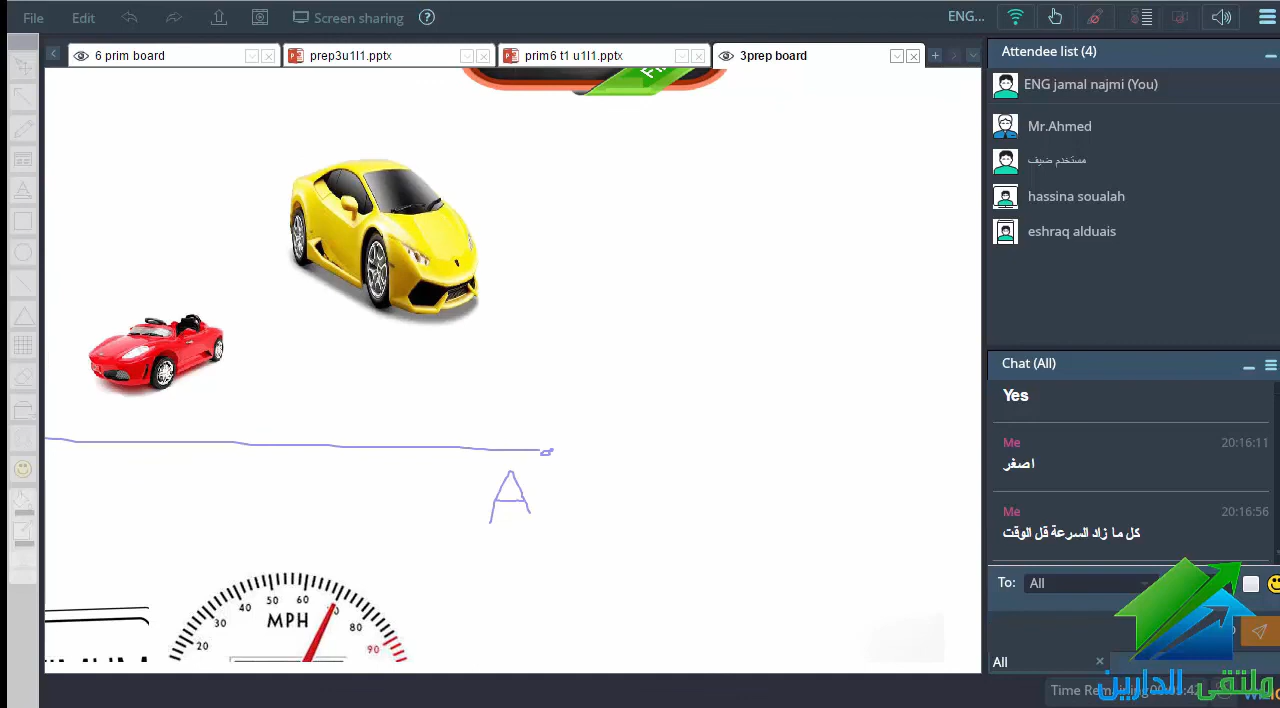 File Edit Screen sharing ENG...
6 prim board
prep3u1l1.pptx
prim6 t1 u1l1.pptx
3prep board
Attendee list (4)
ENG jamal najmi (You)
Mr.Ahmed
مستخدم ضيف
hassina soualah
eshraq alduais
Chat (All)
Yes
Me 20:16:11
اصغر
Me 20:16:56
كل ما زاد السرعة قل الوقت
To: All
All
A
20 30 40 50 60 80 90
MPH
ملتقى الدارين